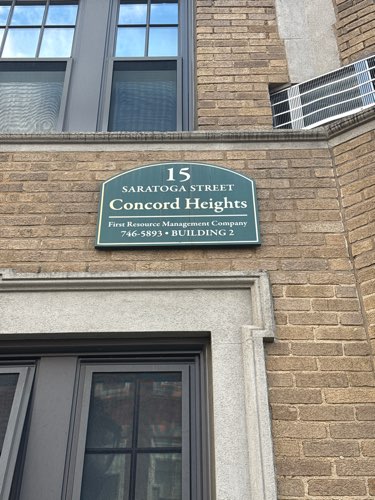 15
SARATOGA STREET
Concord Heights
First Resource Management Company
746-5893 • BUILDING 2